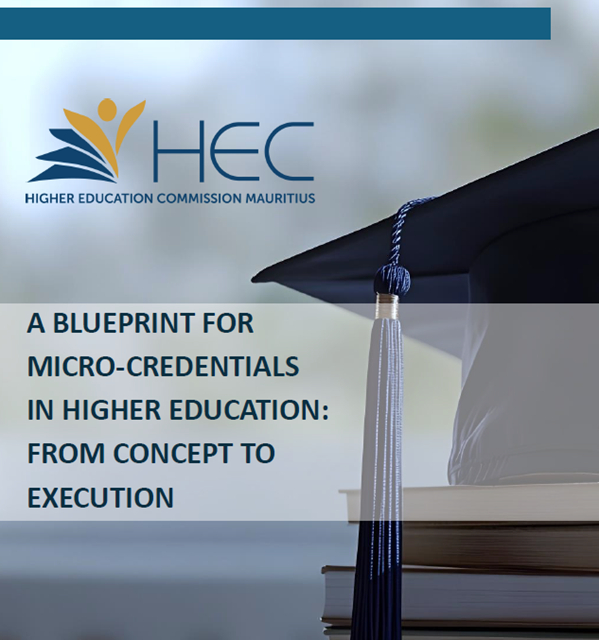 HEC
HIGHER EDUCATION COMMISSION MAURITIUS
A BLUEPRINT FOR
MICRO-CREDENTIALS
IN HIGHER EDUCATION:
FROM CONCEPT TO
EXECUTION